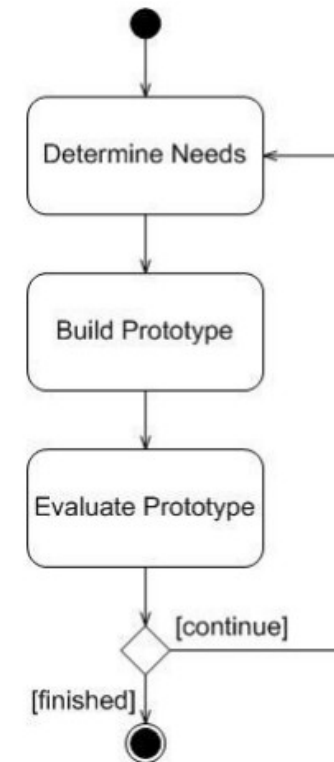 Determine Needs
Build Prototype
Evaluate Prototype
[continue]
[finished]